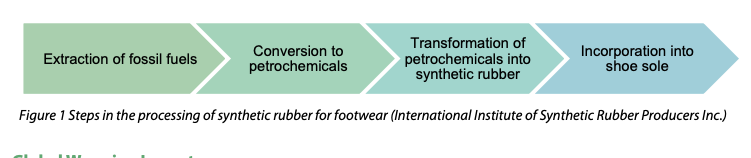 Extraction of fossil fuels
Conversion to
petrochemicals
Transformation of
petrochemicals into
synthetic rubber
Incorporation into
shoe sole
Figure 1 Steps in the processing of synthetic rubber for footwear (International Institute of Synthetic Rubber Producers Inc.)